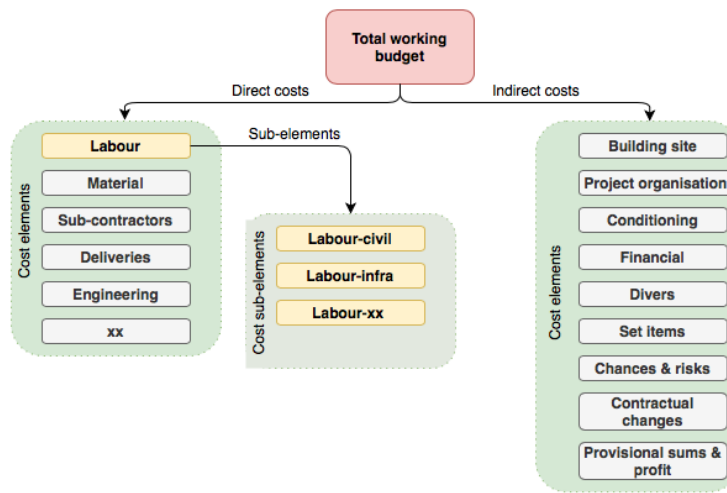 Total working
budget
Direct costs
Indirect costs
Cost elements
Labour
Material
Sub-contractors
Deliveries
Engineering
xx
Sub-elements
Cost sub-elements
Labour-civil
Labour-infra
Labour-xx
Cost elements
Building site
Project organisation
Conditioning
Financial
Divers
Set items
Chances & risks
Contractual
changes
Provisional sums &
profit